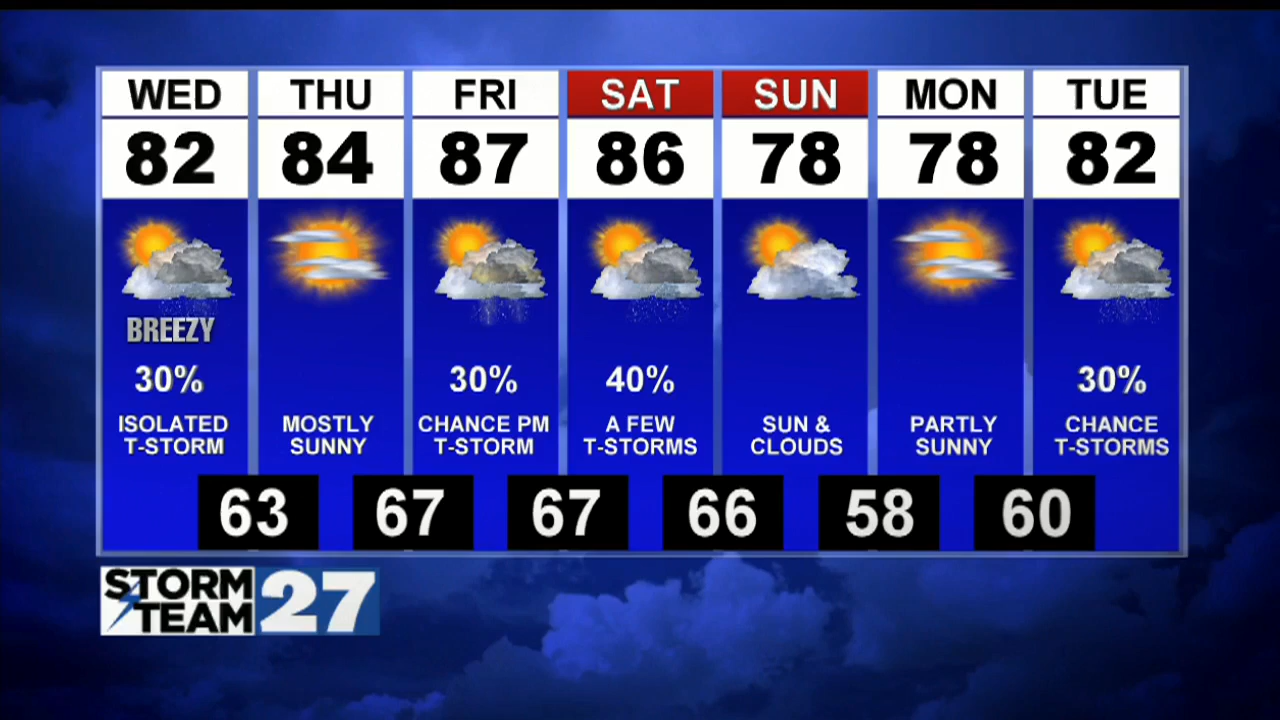 WED THU FRI SAT SUN MON TUE
82 84 87 86 78 78 82
BREEZY
30% 30% 40% 30%
ISOLATED MOSTLY CHANCE PM A FEW SUN & PARTLY CHANCE
T-STORM SUNNY T-STORM T-STORMS CLOUDS SUNNY T-STORMS
63 67 67 66 58 60
STORM
TEAM
27